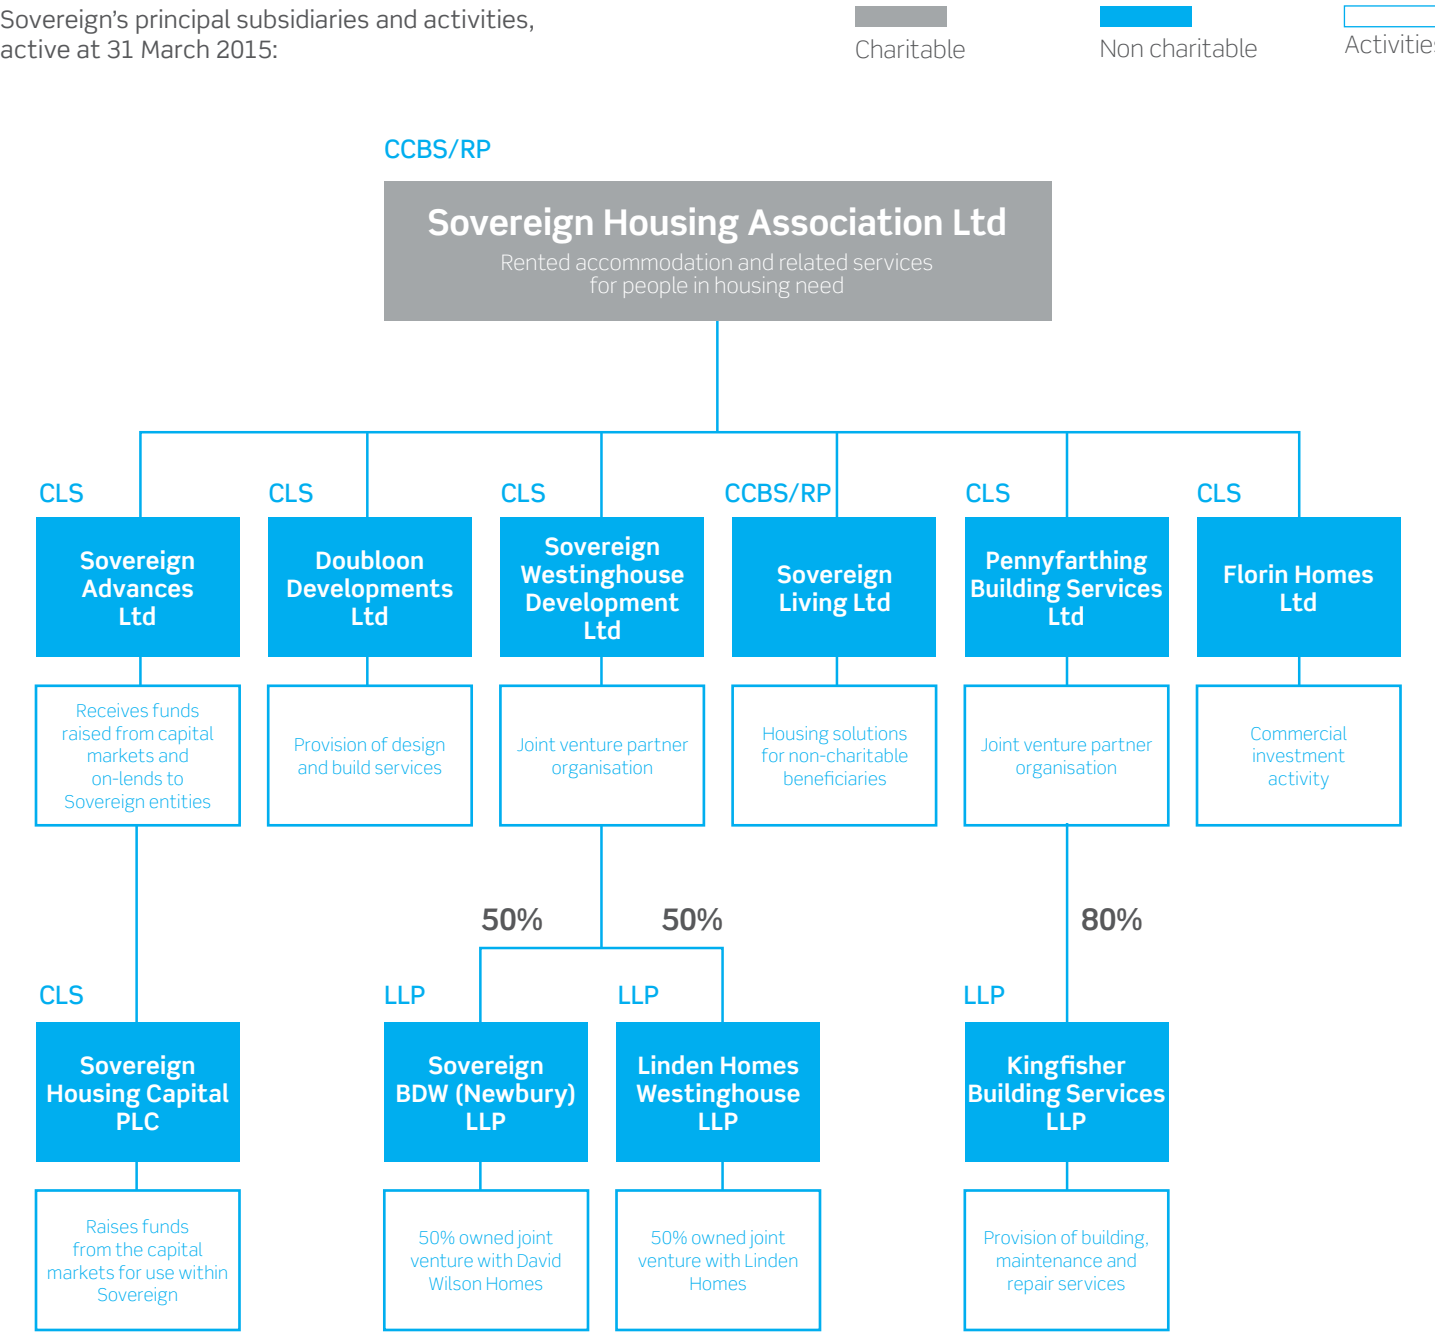 Sovereign's principal subsidiaries and activities,
active at 31 March 2015:
Charitable
Non charitable
Activities
CCBS/RP
Sovereign Housing Association Ltd
Rented accommodation and related services
for people in housing need
CLS
Sovereign
Advances
Ltd
Receives funds
raised from capital
markets and
on-lends to
Sovereign entities
CLS
Doubloon
Developments
Ltd
Provision of design
and build services
CLS
Sovereign
Westinghouse
Development
Ltd
Joint venture partner
organisation
CCBS/RP
Sovereign
Living Ltd
Housing solutions
for non-charitable
beneficiaries
CLS
Pennyfarthing
Building Services
Ltd
Joint venture partner
organisation
CLS
Florin Homes
Ltd
Commercial
investment
activity
50%
50%
80%
CLS
Sovereign
Housing Capital
PLC
Raises funds
from the capital
markets for use within
Sovereign
LLP
Sovereign
BDW (Newbury)
LLP
50% owned joint
venture with David
Wilson Homes
LLP
Linden Homes
Westinghouse
LLP
50% owned joint
venture with Linden
Homes
LLP
Kingfisher
Building Services
LLP
Provision of building,
maintenance and
repair services